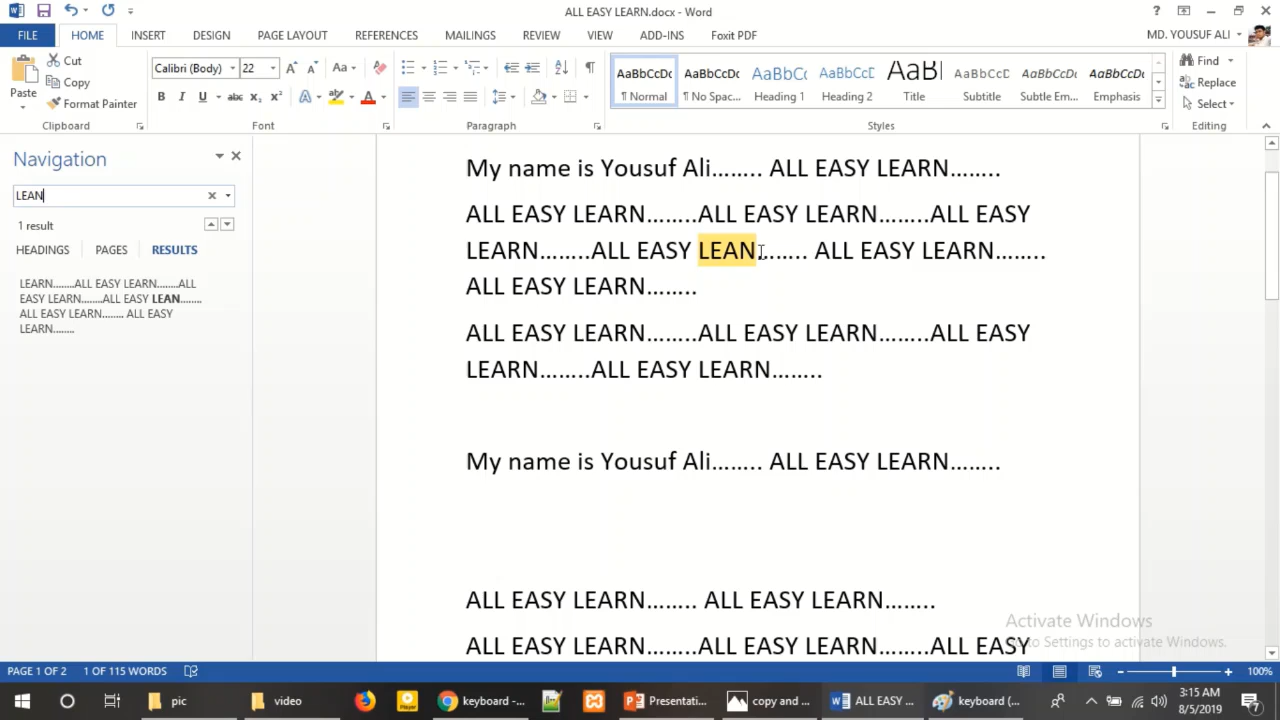 ALL EASY LEARN.docx - Word
FILE HOME INSERT DESIGN PAGE LAYOUT REFERENCES MAILINGS REVIEW VIEW ADD-INS Foxit PDF MD. YOUSUF ALI
Paste Cut Copy Format Painter
Clipboard
Calibri (Body) 22
Font
Paragraph
AaBbCcDc AaBbCcDc AaBbCc AaBbCcD AaBb AaBbCcD AaBbCcDc AaBbCcDc
¶ Normal ¶ No Spac... Heading 1 Heading 2 Title Subtitle Subtle Em... Emphasis
Styles
Find
Replace
Select
Editing
Navigation
LEAN
1 result
HEADINGS PAGES RESULTS
LEARN........ALL EASY LEARN........ALL
EASY LEARN........ALL EASY LEAN........
ALL EASY LEARN........ ALL EASY
LEARN........
My name is Yousuf Ali…….. ALL EASY LEARN……..
ALL EASY LEARN……..ALL EASY LEARN……..ALL EASY
LEARN……..ALL EASY LEAN…….. ALL EASY LEARN……..
ALL EASY LEARN……..
ALL EASY LEARN……..ALL EASY LEARN……..ALL EASY
LEARN……..ALL EASY LEARN……..
My name is Yousuf Ali…….. ALL EASY LEARN……..
ALL EASY LEARN…….. ALL EASY LEARN……..
ALL EASY LEARN……..ALL EASY LEARN……..ALL EASY
Activate Windows
Go to Settings to activate Windows.
PAGE 1 OF 2 1 OF 115 WORDS 100%
pic video keyboard -... Presentati... copy and ... ALL EASY ... keyboard (... 3:15 AM
8/5/2019